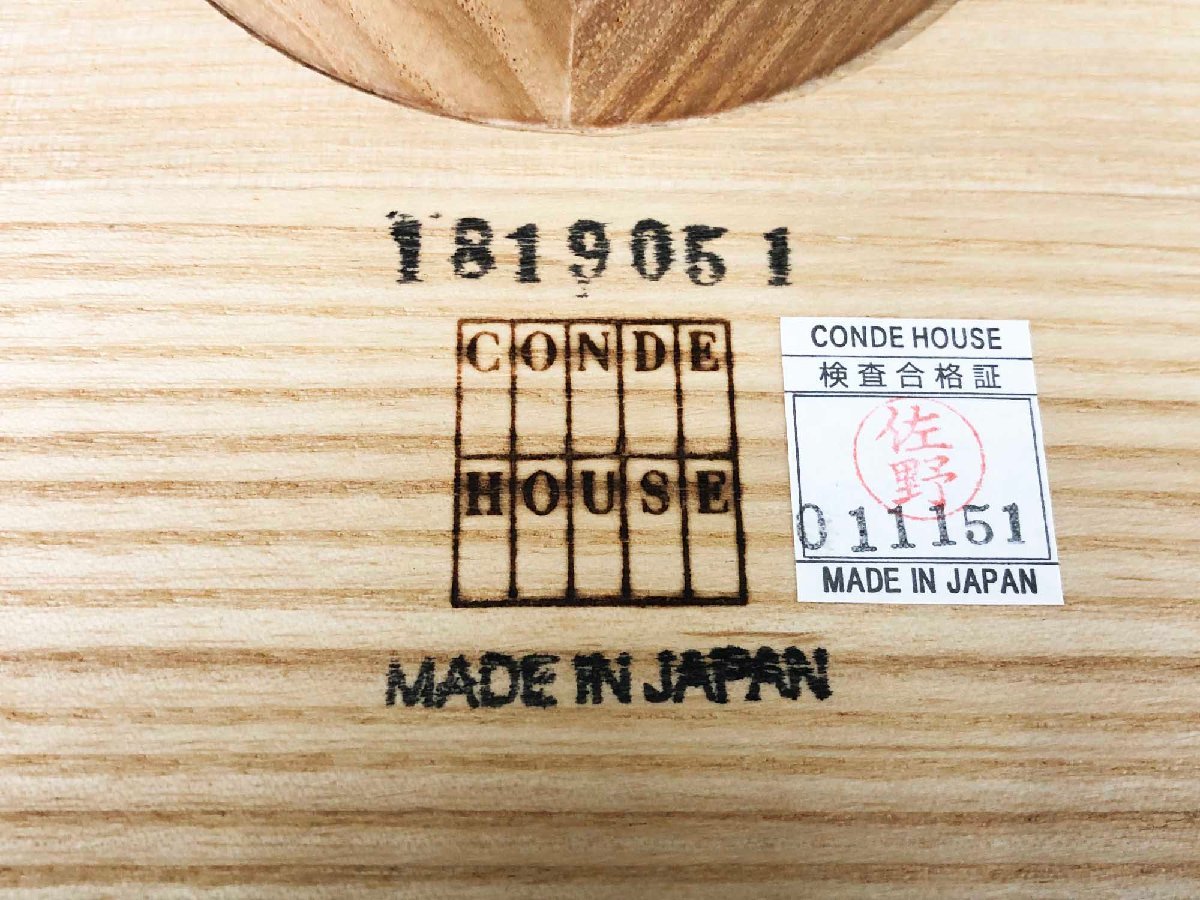 1819051
CONDE
HOUSE
MADE IN JAPAN
CONDE HOUSE
検査合格証
佐野
011151
MADE IN JAPAN